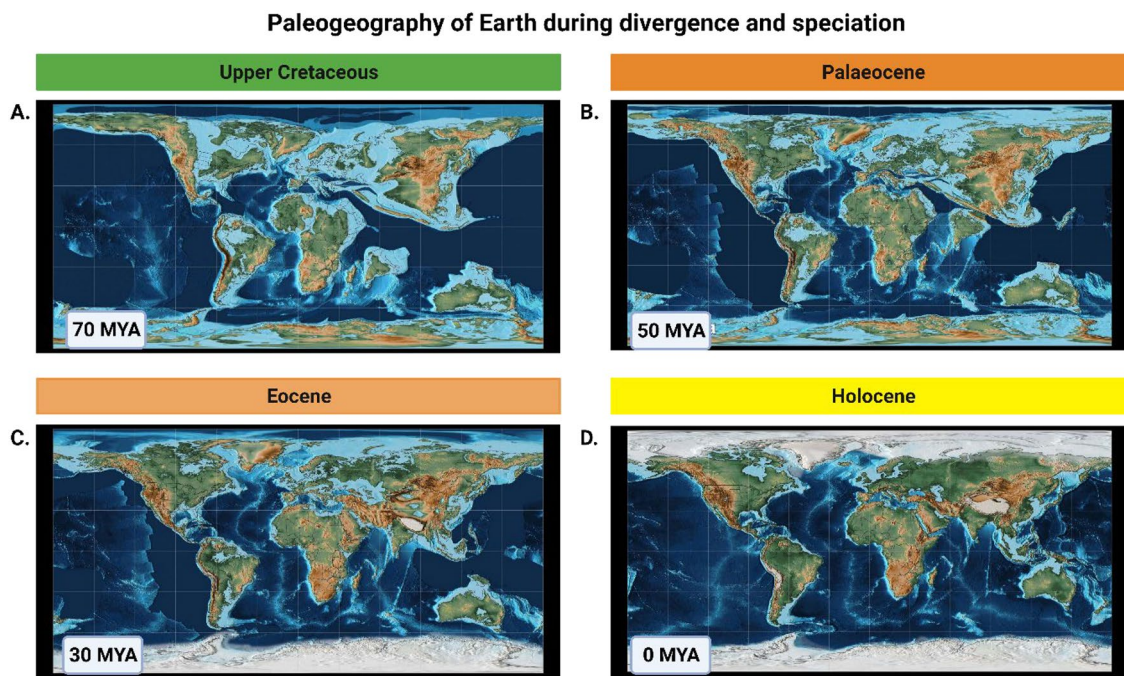 Paleogeography of Earth during divergence and speciation
Upper Cretaceous
Palaeocene
A.
B.
70 MYA
50 MYA
Eocene
Holocene
C.
D.
30 MYA
0 MYA